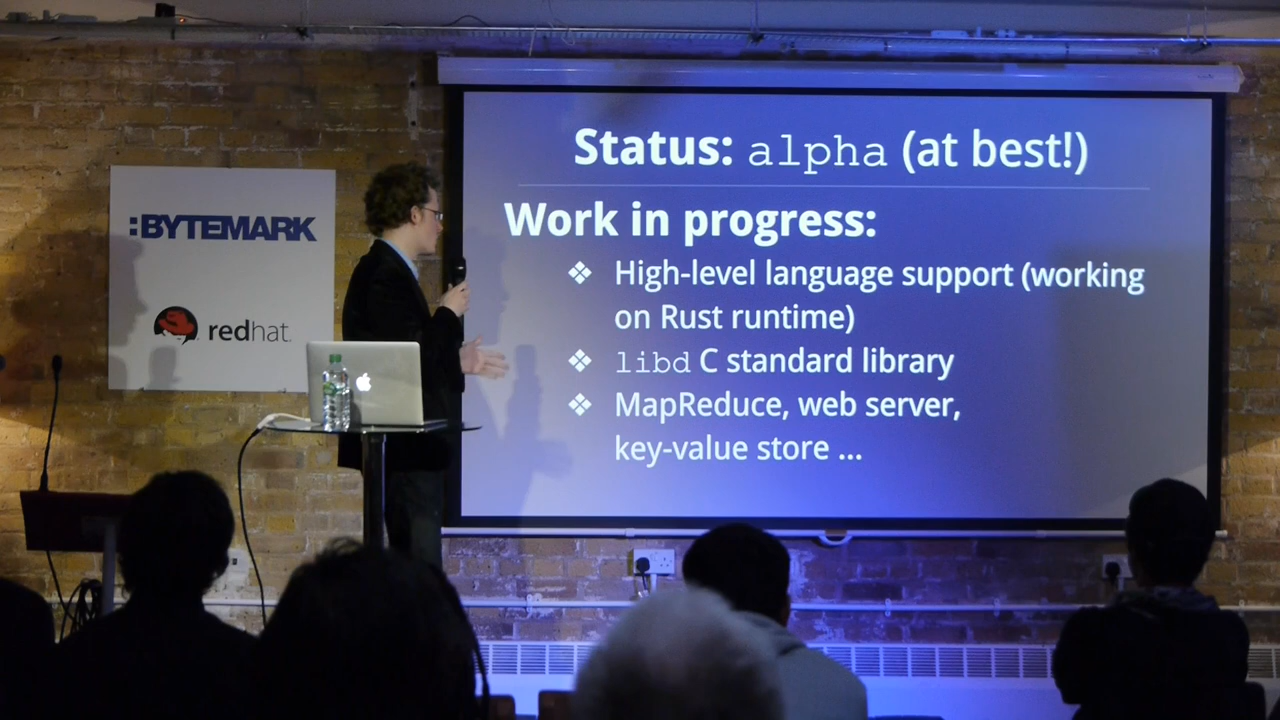 Status: alpha (at best!)
Work in progress:
❖ High-level language support (working
on Rust runtime)
❖ libd C standard library
❖ MapReduce, web server,
key-value store ...
:BYTEMARK
redhat.